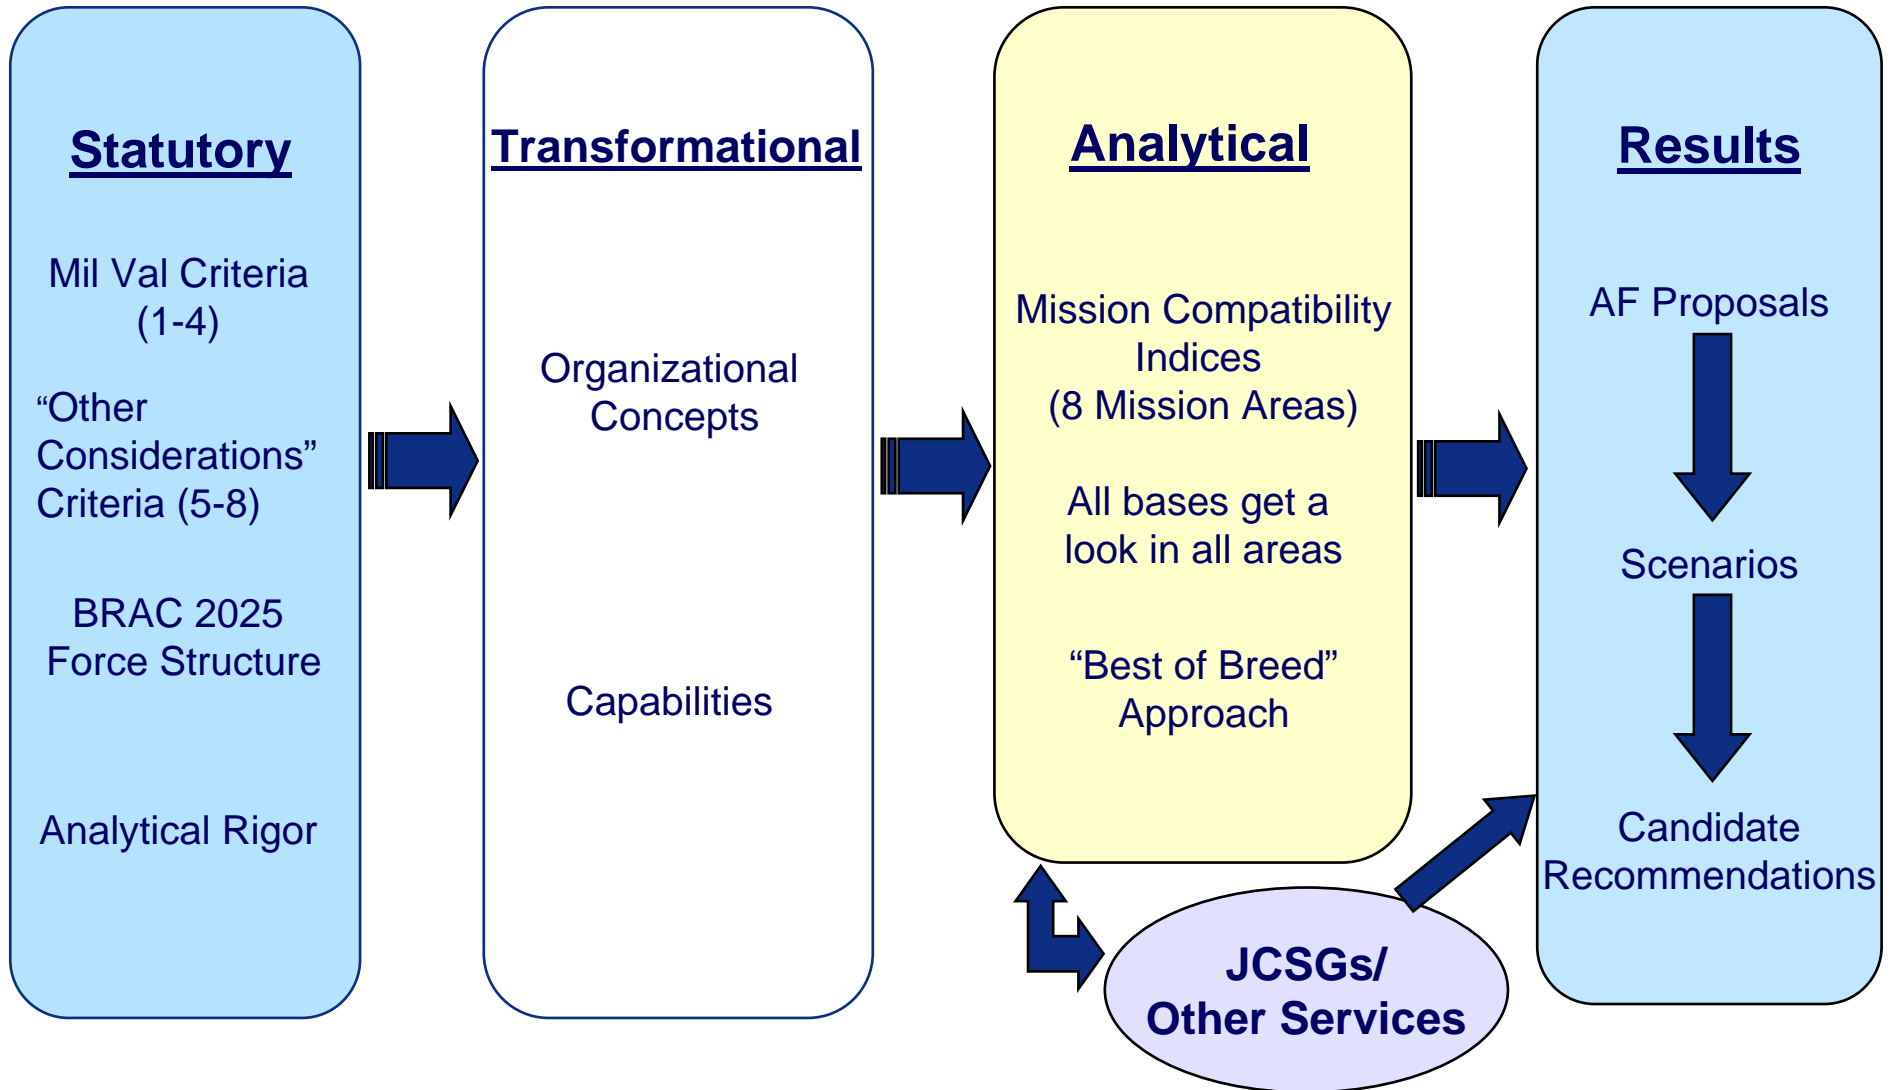 Statutory
Mil Val Criteria
(1-4)
“Other
Considerations”
Criteria (5-8)
BRAC 2025
Force Structure
Analytical Rigor
Transformational
Organizational
Concepts
Capabilities
Analytical
Mission Compatibility
Indices
(8 Mission Areas)
All bases get a
look in all areas
“Best of Breed”
Approach
JCSGs/
Other Services
Results
AF Proposals
Scenarios
Candidate
Recommendations